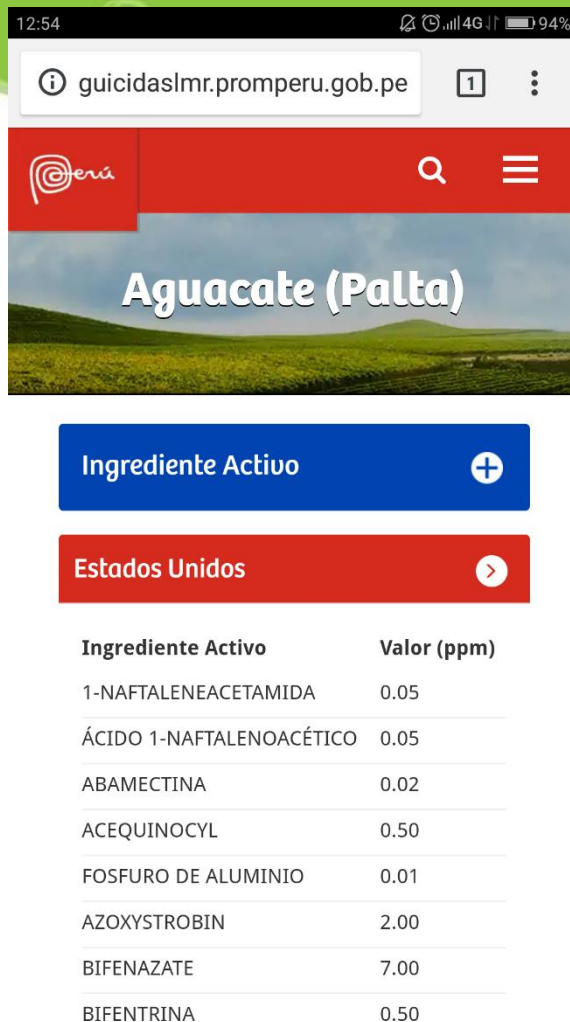 12:54 4G 94%
guicidaslmr.promperu.gob.pe 1
Perú
Aguacate (Palta)
Ingrediente Activo
Estados Unidos
Ingrediente Activo Valor (ppm)
1-NAFTALENEACETAMIDA 0.05
ÁCIDO 1-NAFTALENOACÉTICO 0.05
ABAMECTINA 0.02
ACEQUINOCYL 0.50
FOSFURO DE ALUMINIO 0.01
AZOXYSTROBIN 2.00
BIFENAZATE 7.00
BIFENTRINA 0.50